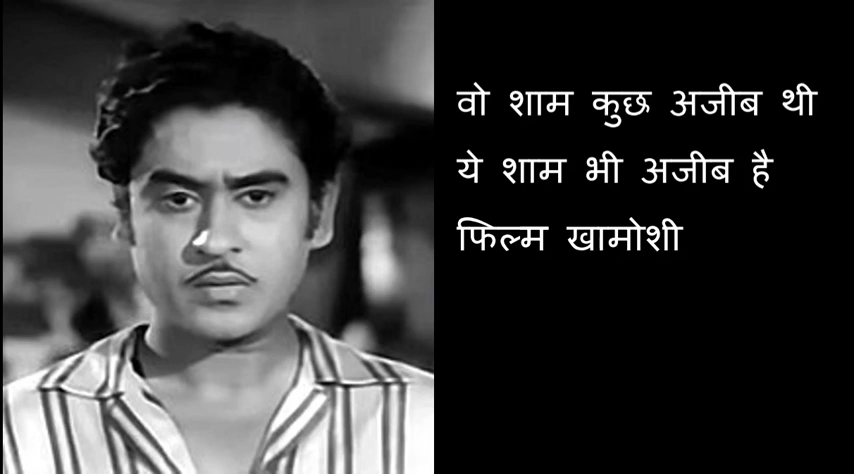 वो शाम कुछ अजीब थी
ये शाम भी अजीब है
फिल्म खामोशी